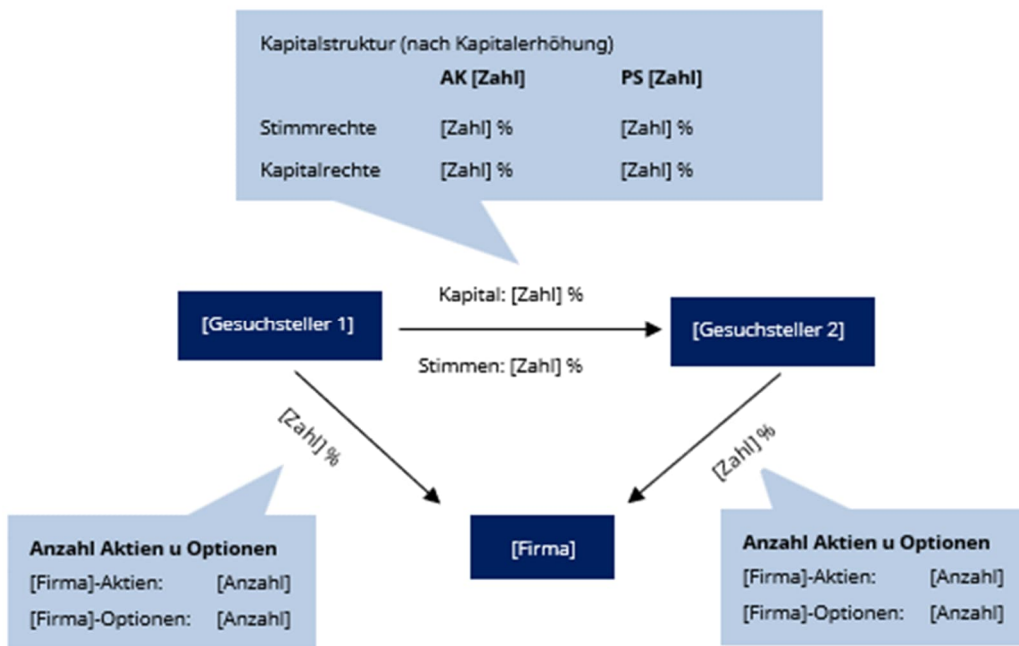 Kapitalstruktur (nach Kapitalerhöhung)
AK [Zahl] PS [Zahl]
Stimmrechte [Zahl] % [Zahl] %
Kapitalrechte [Zahl] % [Zahl] %
Kapital: [Zahl] %
[Gesuchsteller 1]
[Gesuchsteller 2]
Stimmen: [Zahl] %
[Zahl] %
[Zahl] %
[Firma]
Anzahl Aktien u Optionen
[Firma]-Aktien: [Anzahl]
[Firma]-Optionen: [Anzahl]
Anzahl Aktien u Optionen
[Firma]-Aktien: [Anzahl]
[Firma]-Optionen: [Anzahl]